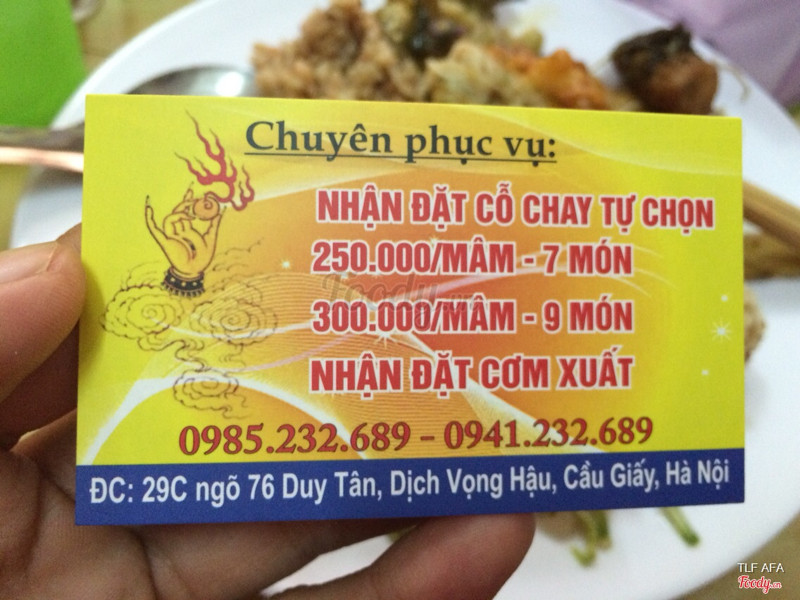 Chuyên phục vụ:
NHẬN ĐẶT CỖ CHAY TỰ CHỌN
250.000/MÂM - 7 MÓN
300.000/MÂM - 9 MÓN
NHẬN ĐẶT CƠM XUẤT
0985.232.689 - 0941.232.689
ĐC: 29C ngõ 76 Duy Tân, Dịch Vọng Hậu, Cầu Giấy, Hà Nội
Foody.vn
TLF AFA
Foody.vn